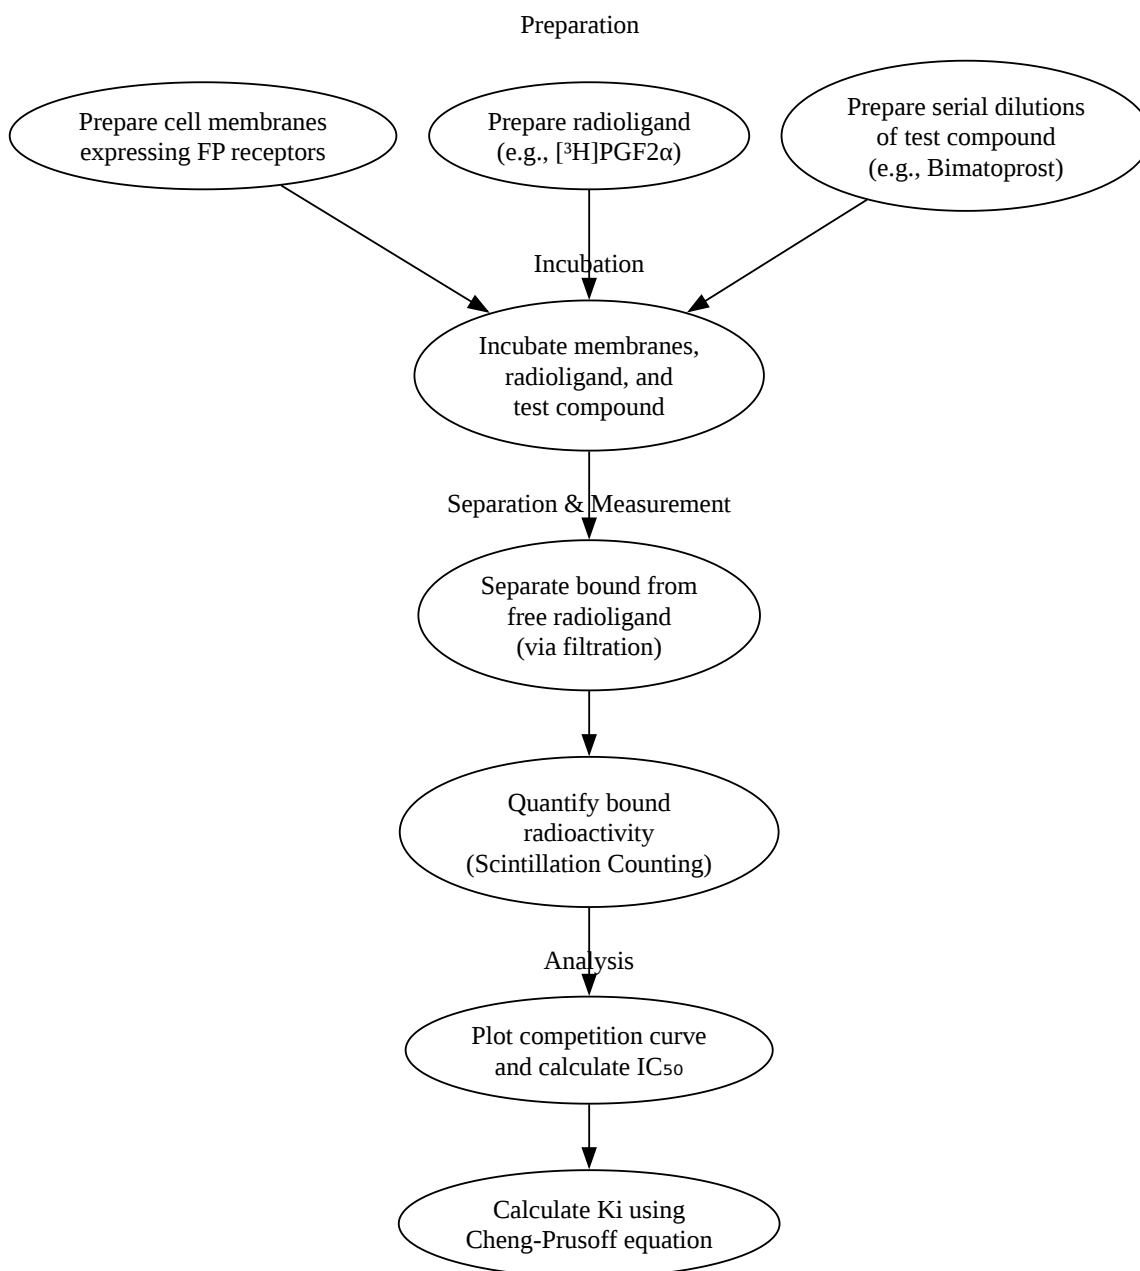 Preparation
Prepare cell membranes
expressing FP receptors
Prepare radioligand
(e.g., [³H]PGF2α)
Prepare serial dilutions
of test compound
(e.g., Bimatoprost)
Incubation
Incubate membranes,
radioligand, and
test compound
Separation & Measurement
Separate bound from
free radioligand
(via filtration)
Quantify bound
radioactivity
(Scintillation Counting)
Analysis
Plot competition curve
and calculate IC₅₀
Calculate Ki using
Cheng-Prusoff equation